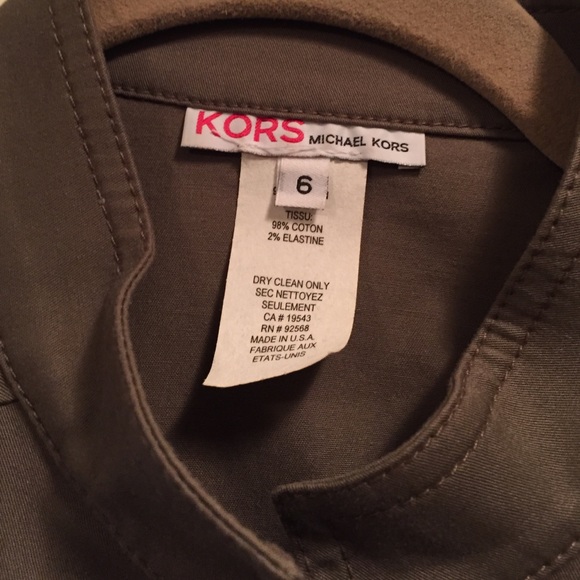 KORS MICHAEL KORS
6
TISSU:
98% COTON
2% ELASTINE
DRY CLEAN ONLY
SEC NETTOYEZ
SEULEMENT
CA # 19543
RN # 92568
MADE IN U.S.A.
FABRIQUE AUX
ETATS-UNIS